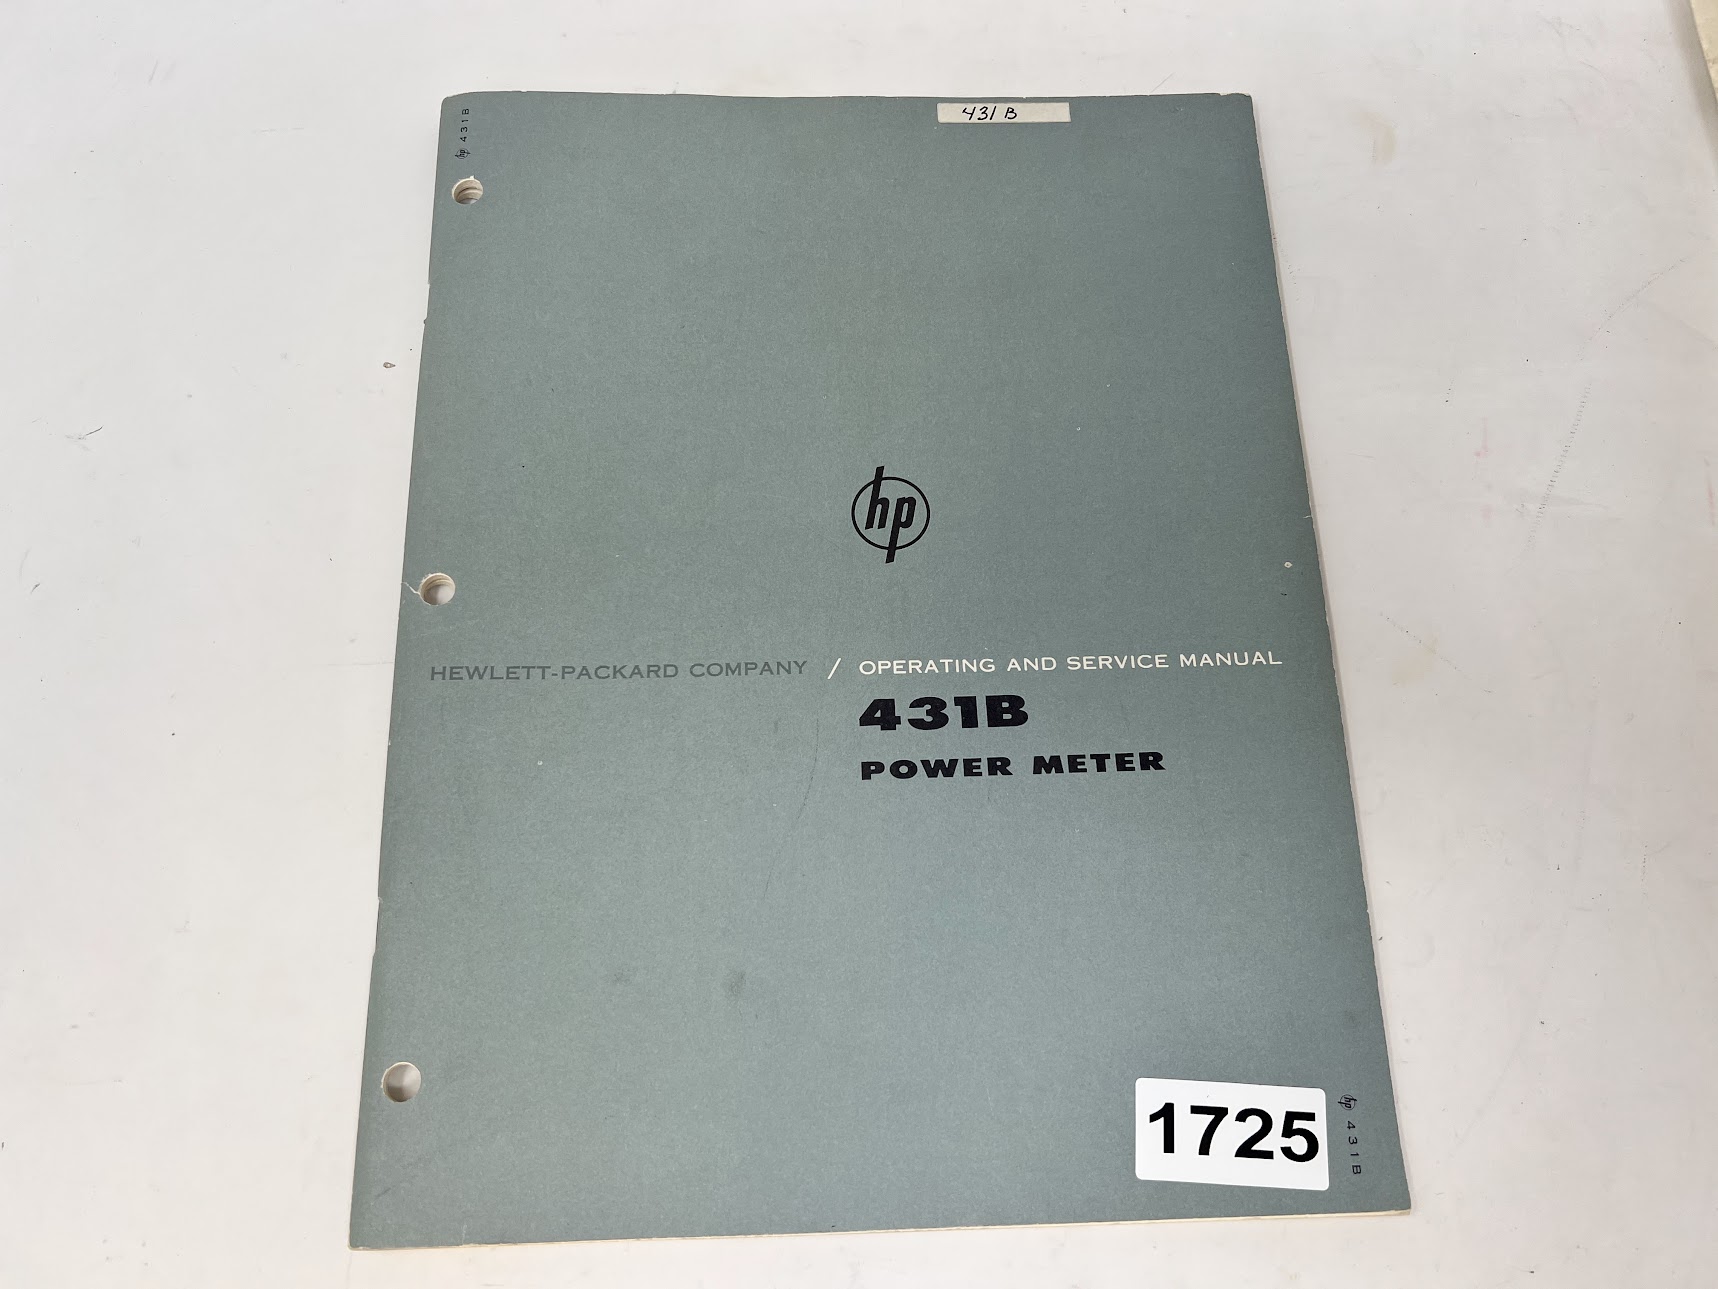 hp 431B
431 B
hp
HEWLETT-PACKARD COMPANY / OPERATING AND SERVICE MANUAL
431B
POWER METER
1725
hp 431B